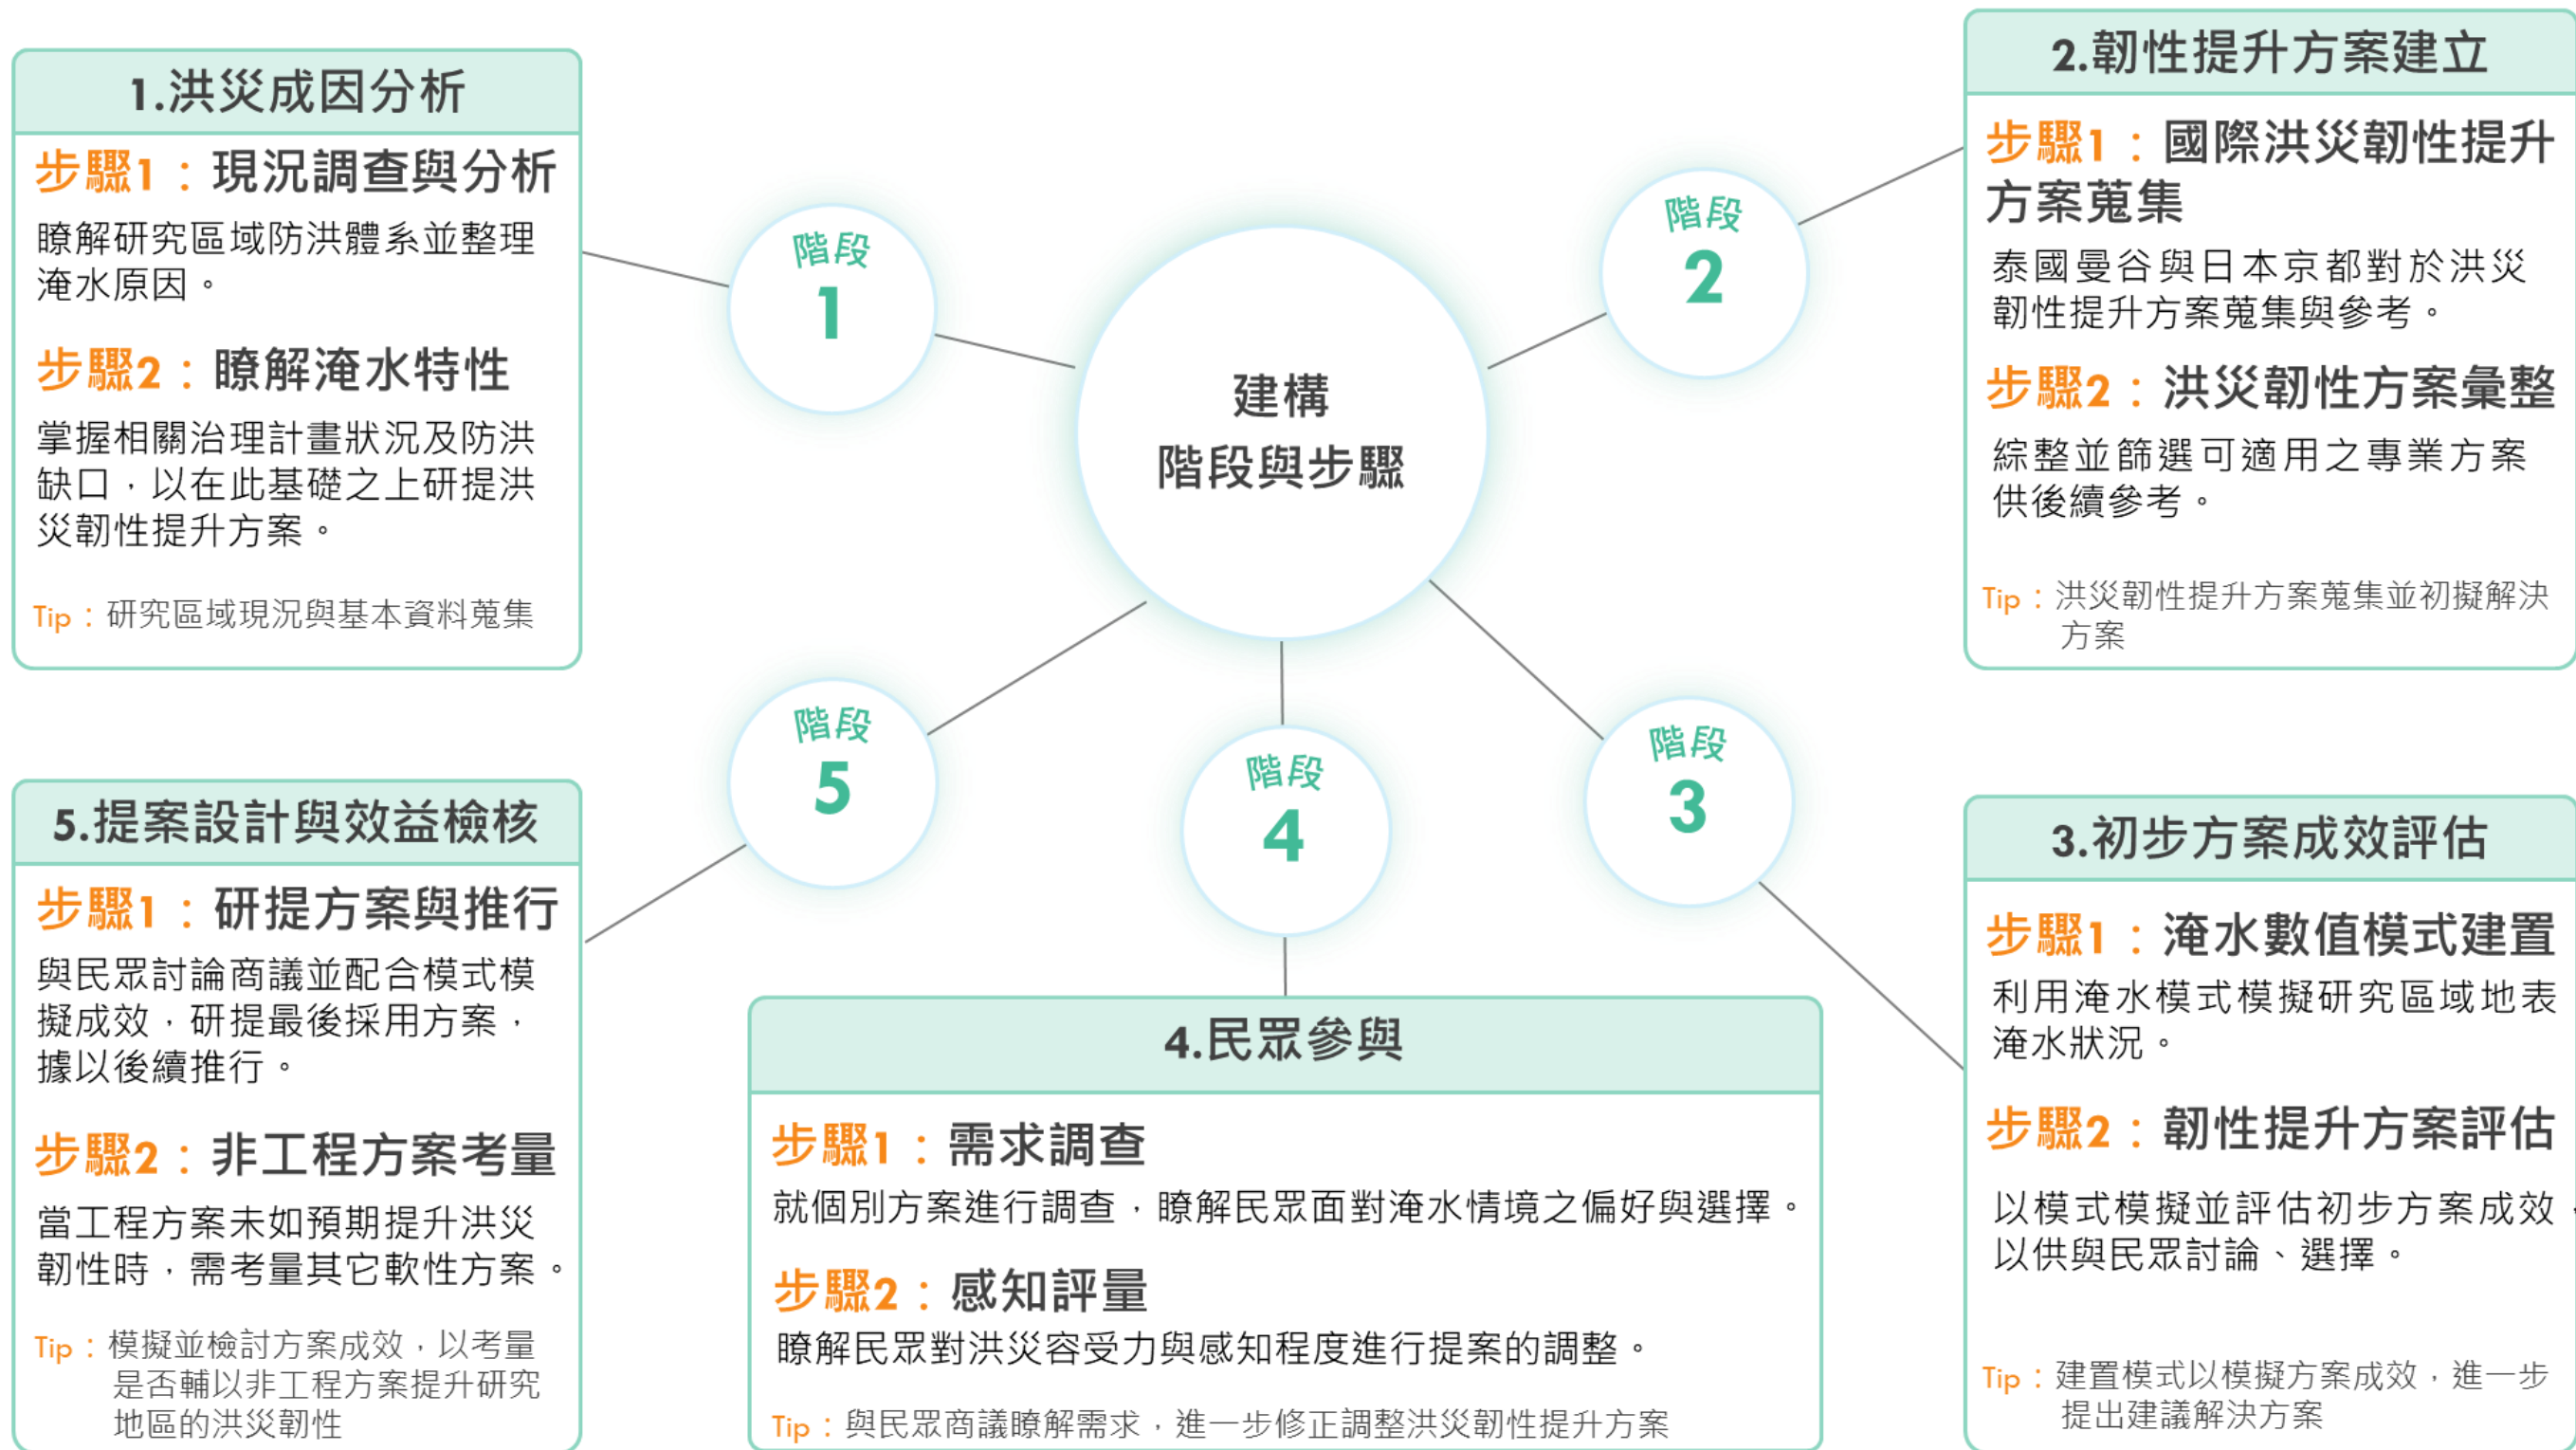 建構
階段與步驟
階段
1
1.洪災成因分析
步驟1：現況調查與分析
瞭解研究區域防洪體系並整理
淹水原因。
步驟2：瞭解淹水特性
掌握相關治理計畫狀況及防洪
缺口，以在此基礎之上研提洪
災韌性提升方案。
Tip：研究區域現況與基本資料蒐集
階段
2
2.韌性提升方案建立
步驟1：國際洪災韌性提升
方案蒐集
泰國曼谷與日本京都對於洪災
韌性提升方案蒐集與參考。
步驟2：洪災韌性方案彙整
綜整並篩選可適用之專業方案
供後續參考。
Tip：洪災韌性提升方案蒐集並初擬解決
方案
階段
3
3.初步方案成效評估
步驟1：淹水數值模式建置
利用淹水模式模擬研究區域地表
淹水狀況。
步驟2：韌性提升方案評估
以模式模擬並評估初步方案成效，
以供與民眾討論、選擇。
Tip：建置模式以模擬方案成效，進一步
提出建議解決方案
階段
4
4.民眾參與
步驟1：需求調查
就個別方案進行調查，瞭解民眾面對淹水情境之偏好與選擇。
步驟2：感知評量
瞭解民眾對洪災容受力與感知程度進行提案的調整。
Tip：與民眾商議瞭解需求，進一步修正調整洪災韌性提升方案
階段
5
5.提案設計與效益檢核
步驟1：研提方案與推行
與民眾討論商議並配合模式模
擬成效，研提最後採用方案，
據以後續推行。
步驟2：非工程方案考量
當工程方案未如預期提升洪災
韌性時，需考量其它軟性方案。
Tip：模擬並檢討方案成效，以考量
是否輔以非工程方案提升研究
地區的洪災韌性